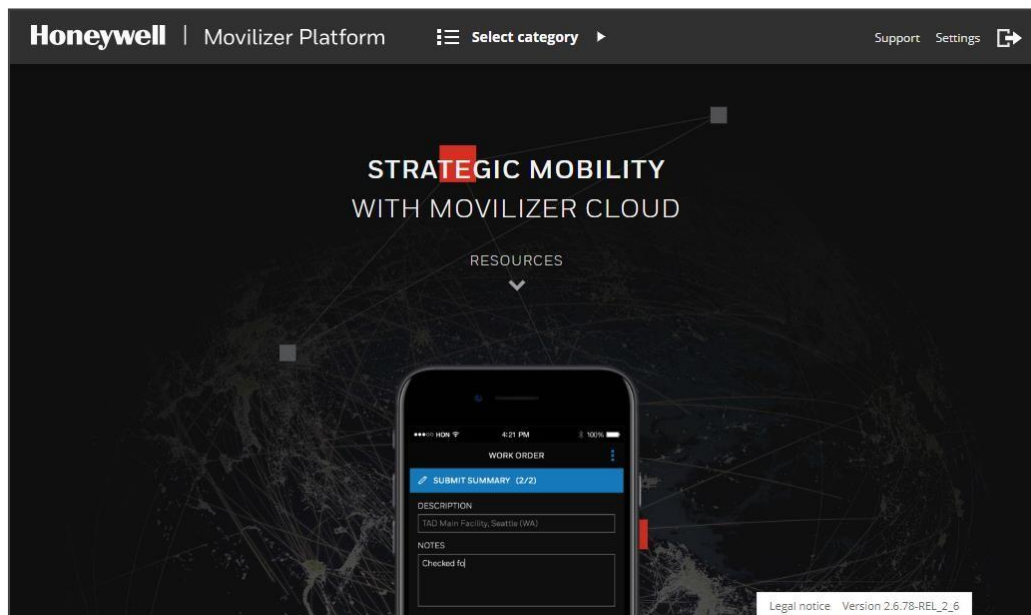 Honeywell | Movilizer Platform Select category Support Settings
STRATEGIC MOBILITY
WITH MOVILIZER CLOUD
RESOURCES
HON 4:21 PM 100%
WORK ORDER
SUBMIT SUMMARY (2/2)
DESCRIPTION
TAD Main Facility, Seattle (WA)
NOTES
Checked fo
Legal notice Version 2.6.78-REL_2_6